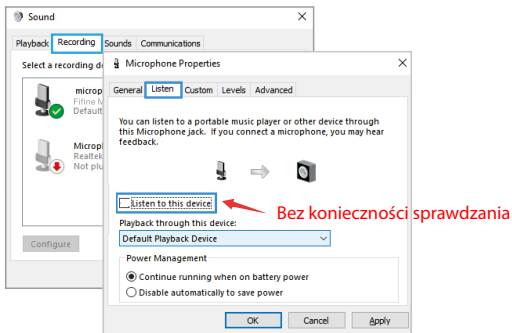 Sound
Playback Recording Sounds Communications
Select a recording de
microp
Fifine M
Default
Microp
Realtek
Not plu
Configure
Microphone Properties
General Listen Custom Levels Advanced
You can listen to a portable music player or other device through
this Microphone jack. If you connect a microphone, you may hear
feedback.
Listen to this device
Bez konieczności sprawdzania
Playback through this device:
Default Playback Device
Power Management
Continue running when on battery power
Disable automatically to save power
OK Cancel Apply